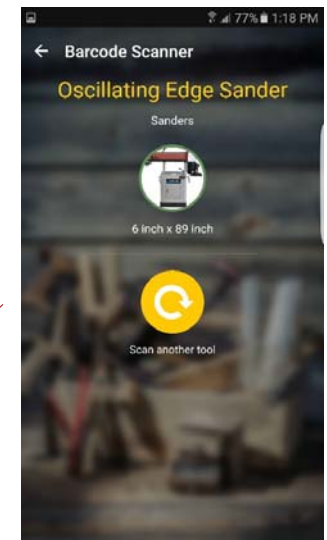 77% 1:18 PM
Barcode Scanner
Oscillating Edge Sander
Sanders
6 inch x 89 inch
Scan another tool